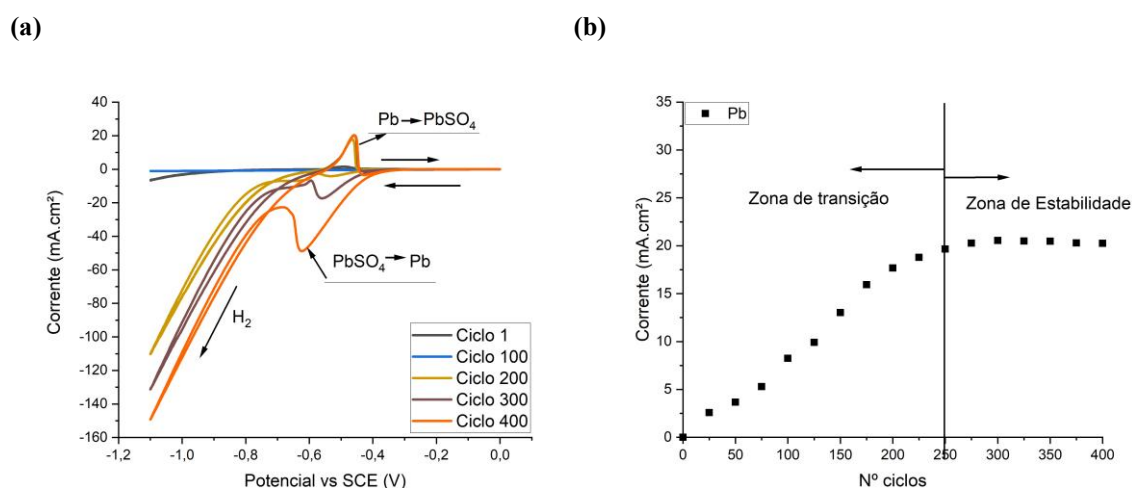 (a)
(b)
40
20
0
-20
-40
-60
-80
-100
-120
-140
-160
Corrente (mA.cm²)
Pb → PbSO₄
PbSO₄ → Pb
H₂
Ciclo 1
Ciclo 100
Ciclo 200
Ciclo 300
Ciclo 400
-1,2 -1,0 -0,8 -0,6 -0,4 -0,2 0,0
Potencial vs SCE (V)
35
30
25
20
15
10
5
0
Corrente (mA.cm²)
Pb
Zona de transição
Zona de Estabilidade
0 50 100 150 200 250 300 350 400
Nº ciclos